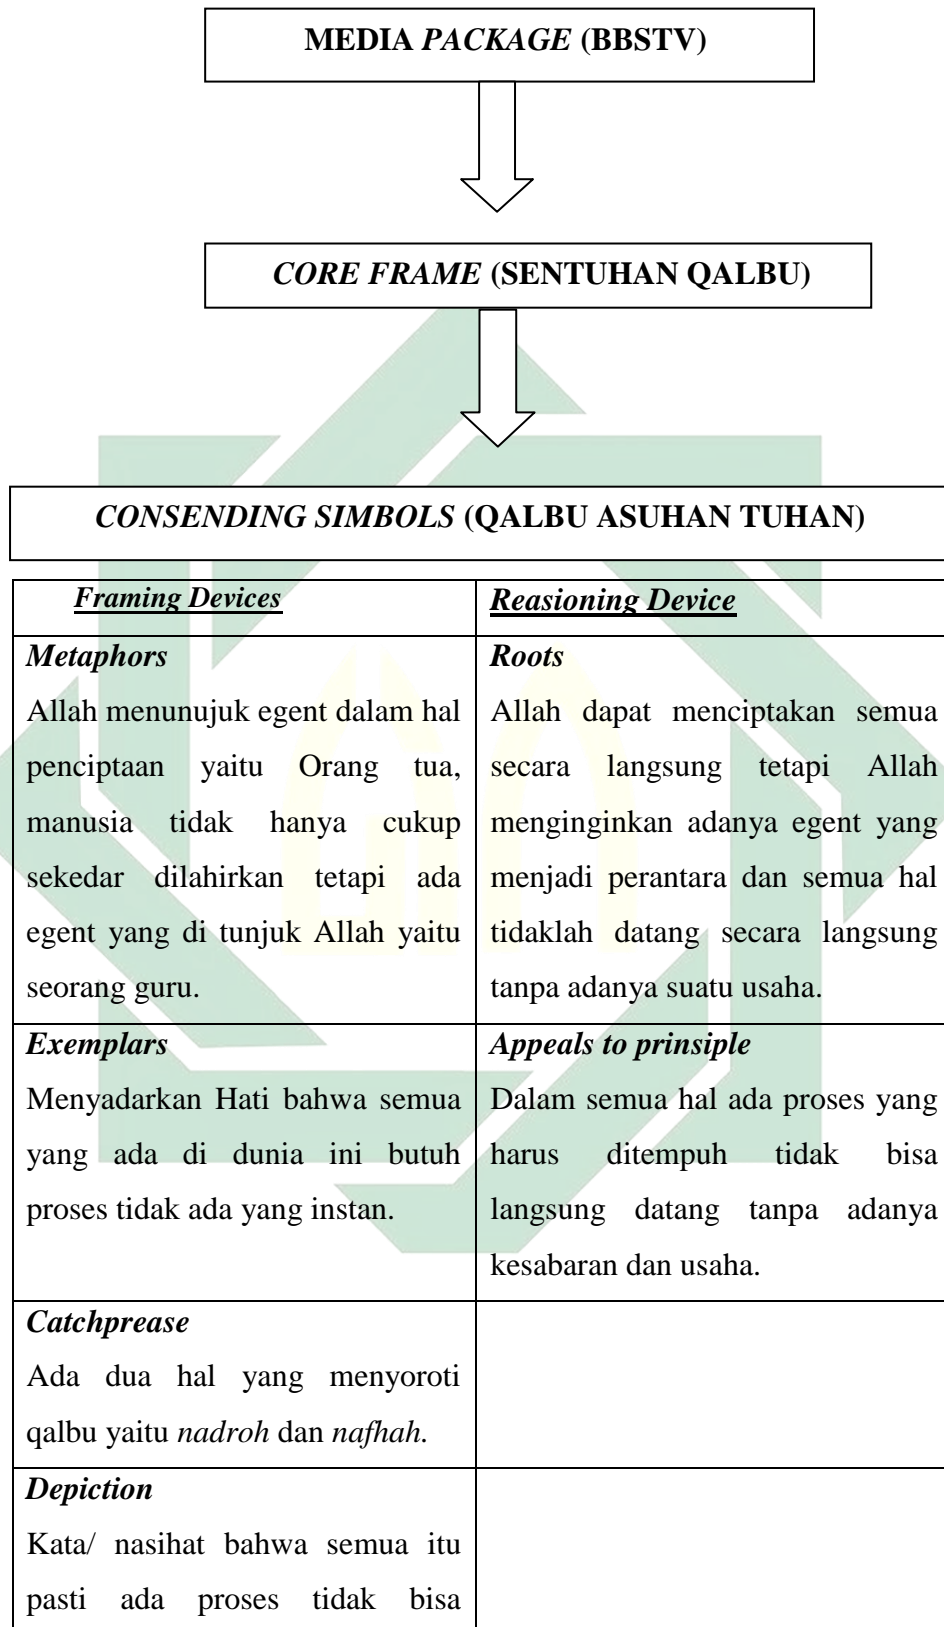 MEDIA PACKAGE (BBSTV)
CORE FRAME (SENTUHAN QALBU)
CONSENDING SIMBOLS (QALBU ASUHAN TUHAN)
Framing Devices
Reasioning Device
Metaphors
Allah menunujuk egent dalam hal
penciptaan yaitu Orang tua,
manusia tidak hanya cukup
sekedar dilahirkan tetapi ada
egent yang di tunjuk Allah yaitu
seorang guru.
Roots
Allah dapat menciptakan semua
secara langsung tetapi Allah
menginginkan adanya egent yang
menjadi perantara dan semua hal
tidaklah datang secara langsung
tanpa adanya suatu usaha.
Exemplars
Menyadarkan Hati bahwa semua
yang ada di dunia ini butuh
proses tidak ada yang instan.
Appeals to prinsiple
Dalam semua hal ada proses yang
harus ditempuh tidak bisa
langsung datang tanpa adanya
kesabaran dan usaha.
Catchprease
Ada dua hal yang menyoroti
qalbu yaitu nadroh dan nafhah.
Depiction
Kata/ nasihat bahwa semua itu
pasti ada proses tidak bisa